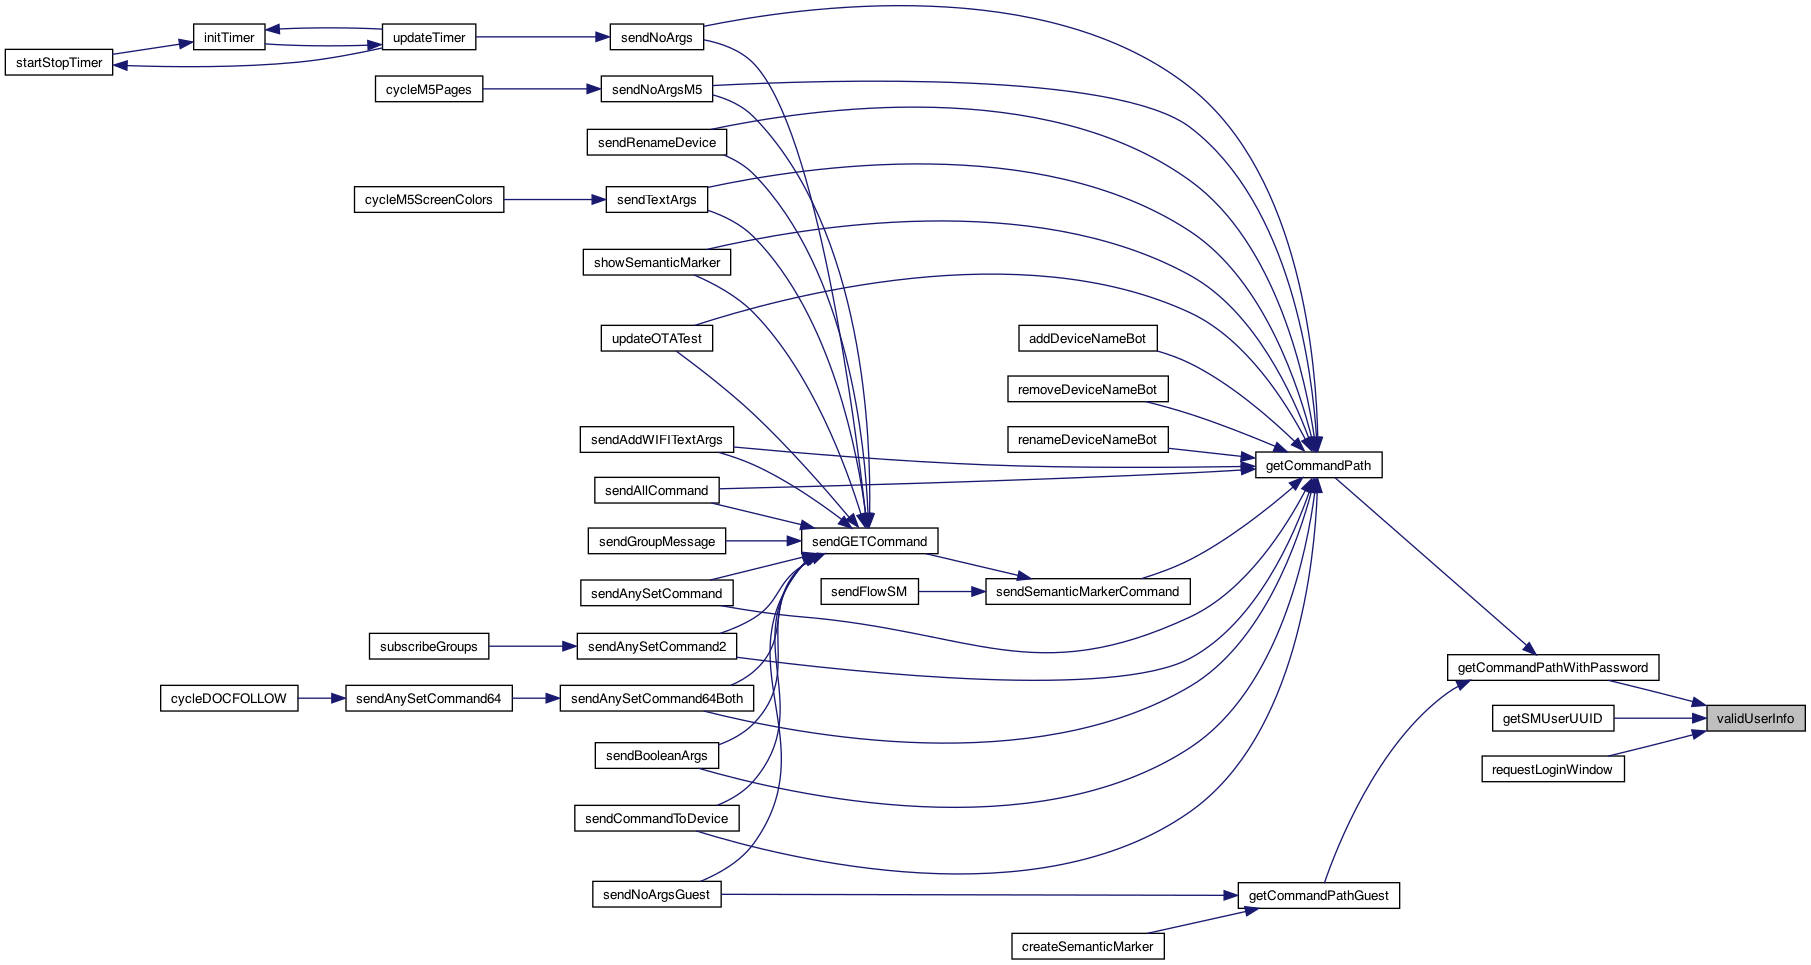 initTimer
updateTimer
sendNoArgs
startStopTimer
cycleM5Pages
sendNoArgsM5
sendRenameDevice
cycleM5ScreenColors
sendTextArgs
showSemanticMarker
updateOTATest
addDeviceNameBot
removeDeviceNameBot
sendAddWIFITextArgs
renameDeviceNameBot
getCommandPath
sendAllCommand
sendGroupMessage
sendGETCommand
sendAnySetCommand
sendFlowSM
sendSemanticMarkerCommand
subscribeGroups
sendAnySetCommand2
getCommandPathWithPassword
cycleDOCFOLLOW
sendAnySetCommand64
sendAnySetCommand64Both
getSMUserUUID
validUserInfo
sendBooleanArgs
requestLoginWindow
sendCommandToDevice
sendNoArgsGuest
getCommandPathGuest
createSemanticMarker